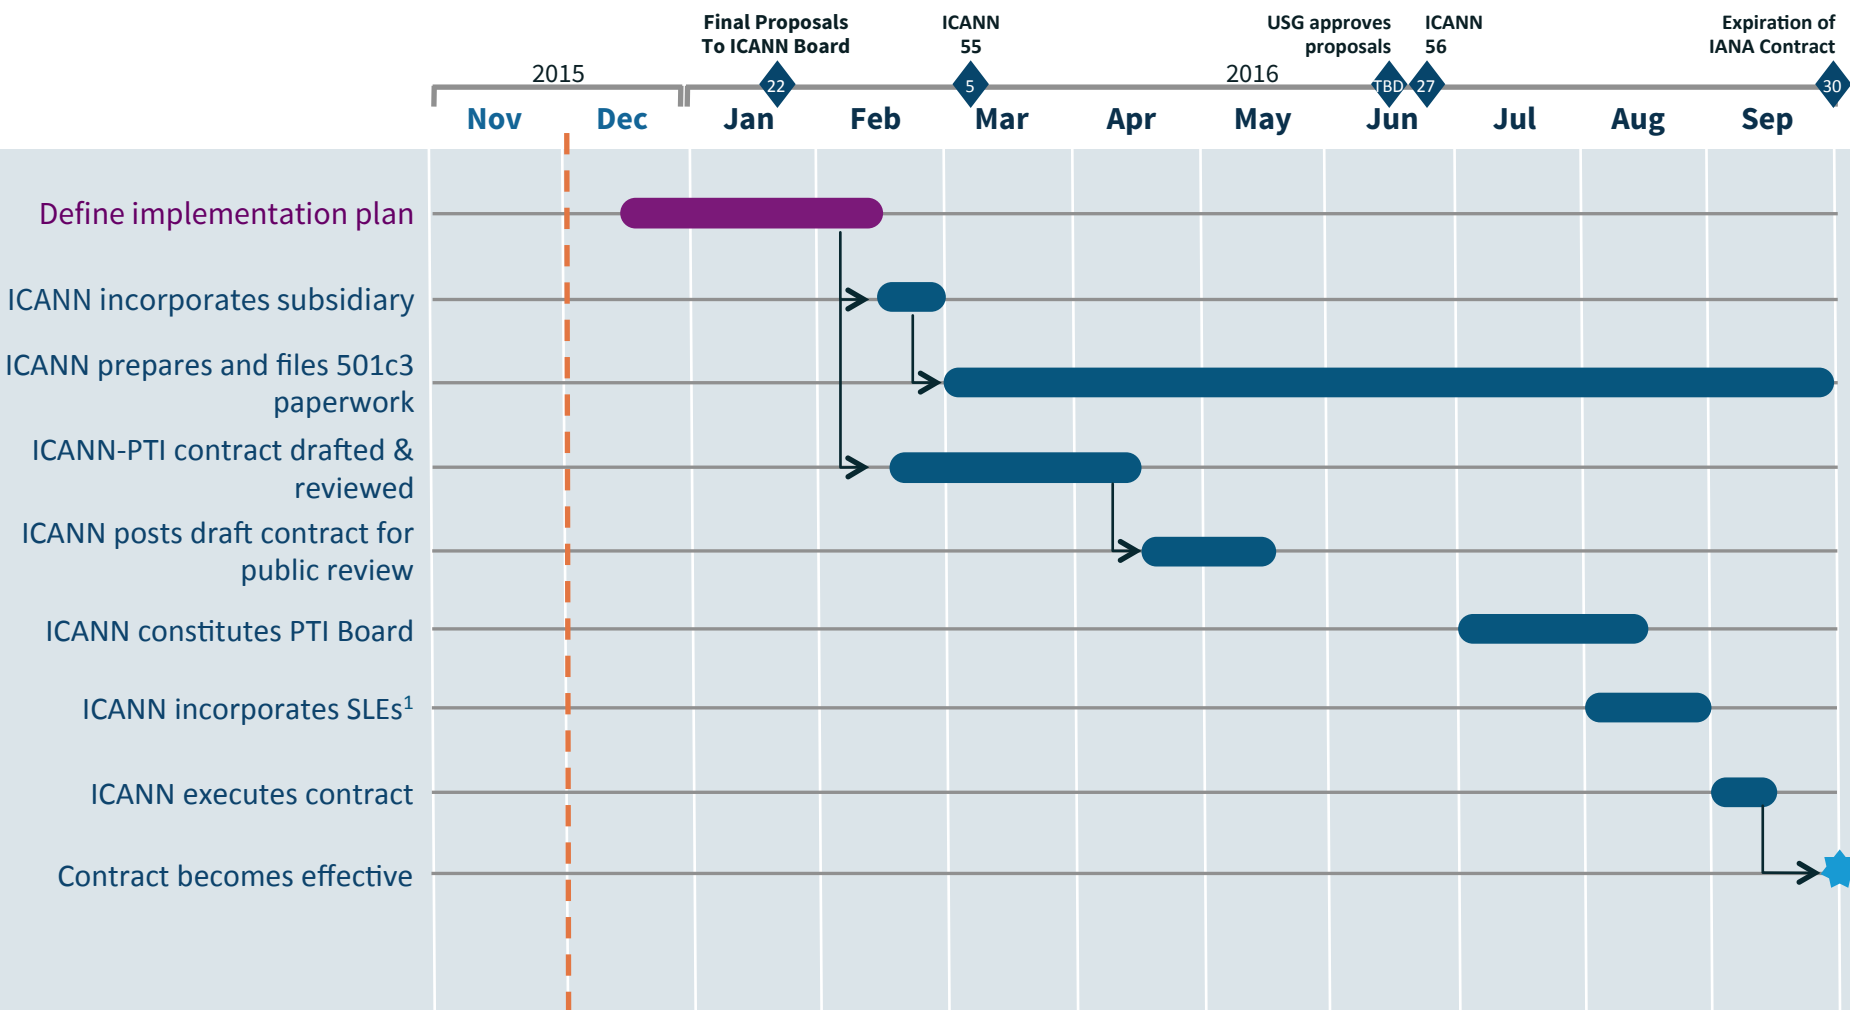 Final Proposals
To ICANN Board
ICANN
55
USG approves
proposals
ICANN
56
Expiration of
IANA Contract
2015
2016
22
5
TBD
27
30
Nov Dec Jan Feb Mar Apr May Jun Jul Aug Sep
Define implementation plan
ICANN incorporates subsidiary
ICANN prepares and files 501c3
paperwork
ICANN-PTI contract drafted &
reviewed
ICANN posts draft contract for
public review
ICANN constitutes PTI Board
ICANN incorporates SLEs¹
ICANN executes contract
Contract becomes effective